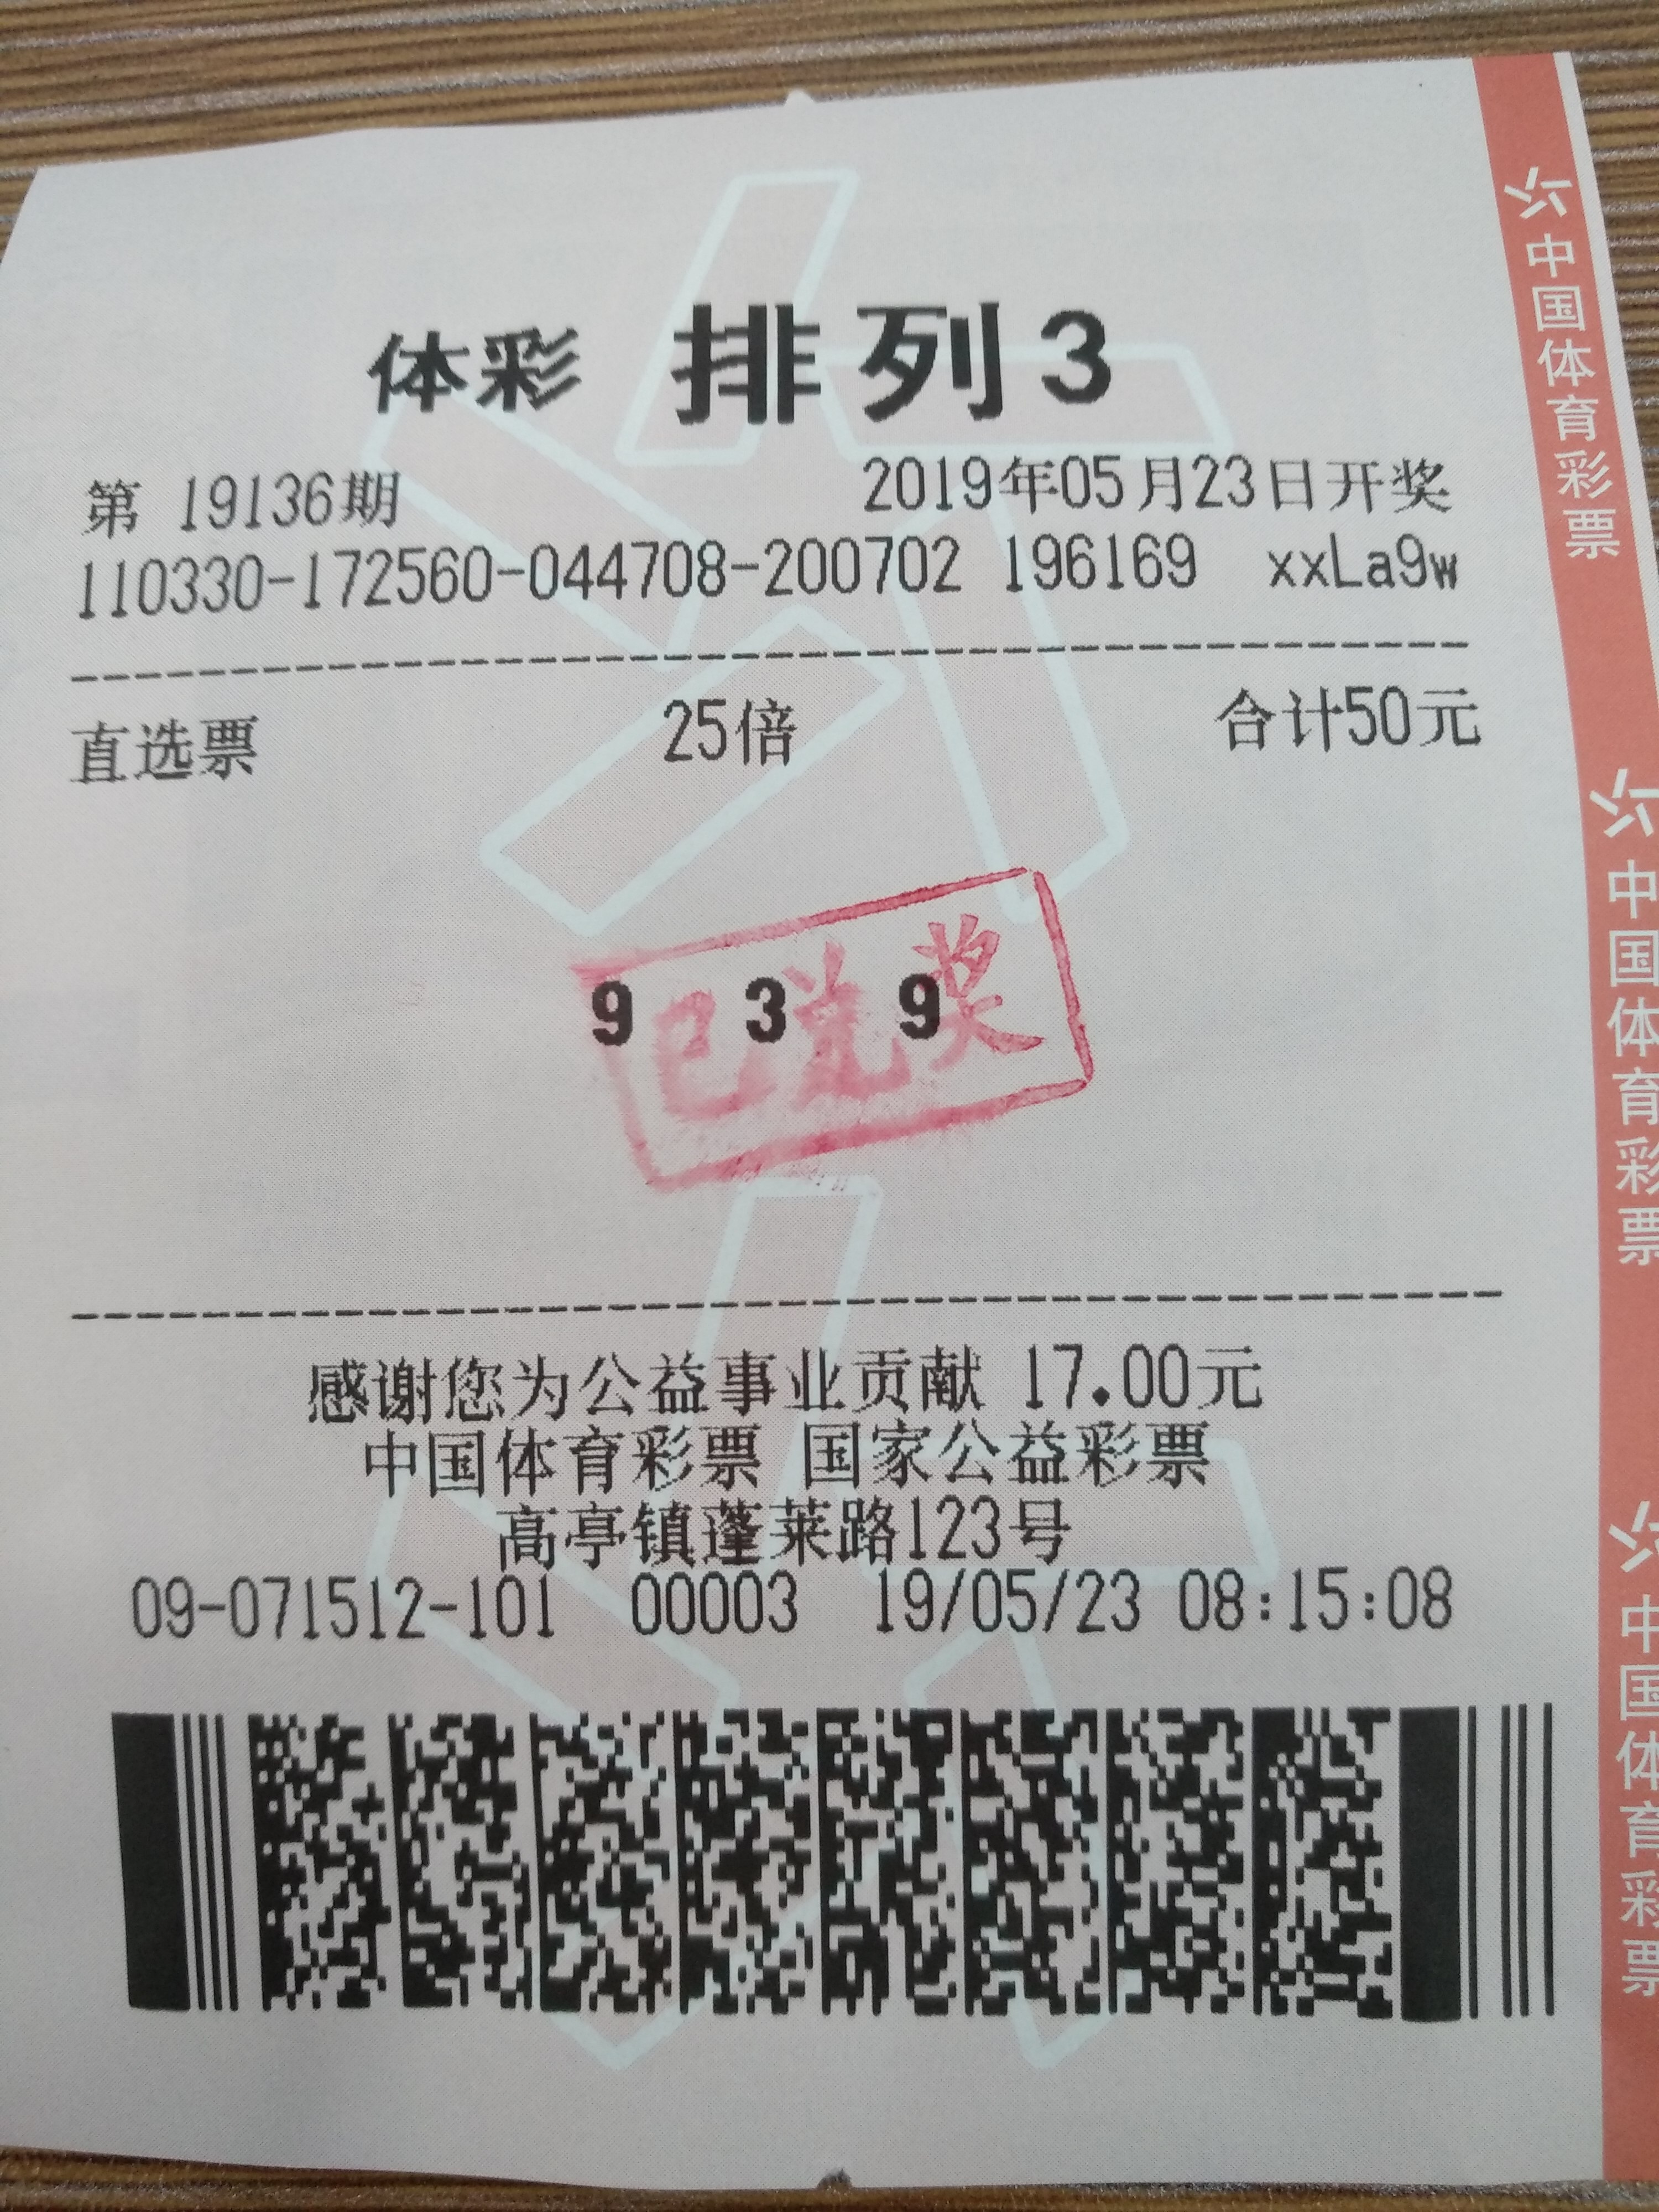 体彩 排列3
第 19136期 2019年05月23日开奖
110330-172560-044708-200702 196169 xxLa9w
直选票 25倍 合计50元
9 3 9
已兑奖
感谢您为公益事业贡献 17.00元
中国体育彩票 国家公益彩票
高亭镇蓬莱路123号
09-071512-101 00003 19/05/23 08:15:08
中国体育彩票
中国体育彩票
中国体育彩票